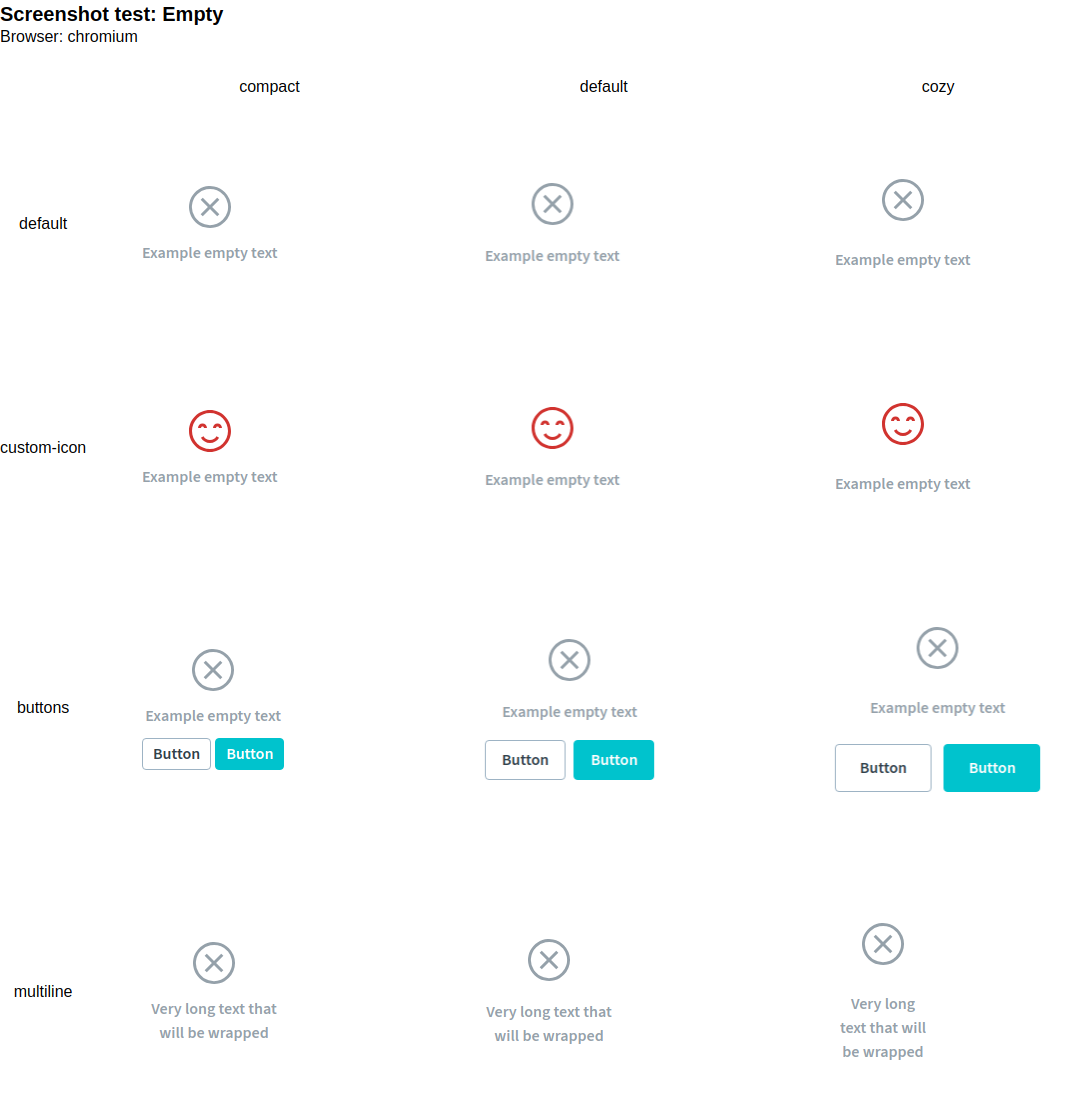 Screenshot test: Empty
Browser: chromium
compact default cozy
default
Example empty text Example empty text Example empty text
custom-icon
Example empty text Example empty text Example empty text
buttons
Example empty text Example empty text Example empty text
Button Button Button Button Button Button
multiline
Very long text that
will be wrapped
Very long text that
will be wrapped
Very long
text that will
be wrapped